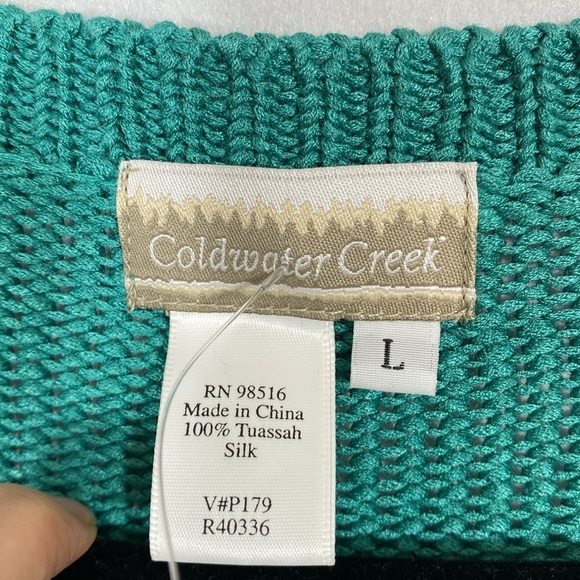 Coldwater Creek
L
RN 98516
Made in China
100% Tuassah
Silk
V#P179
R40336